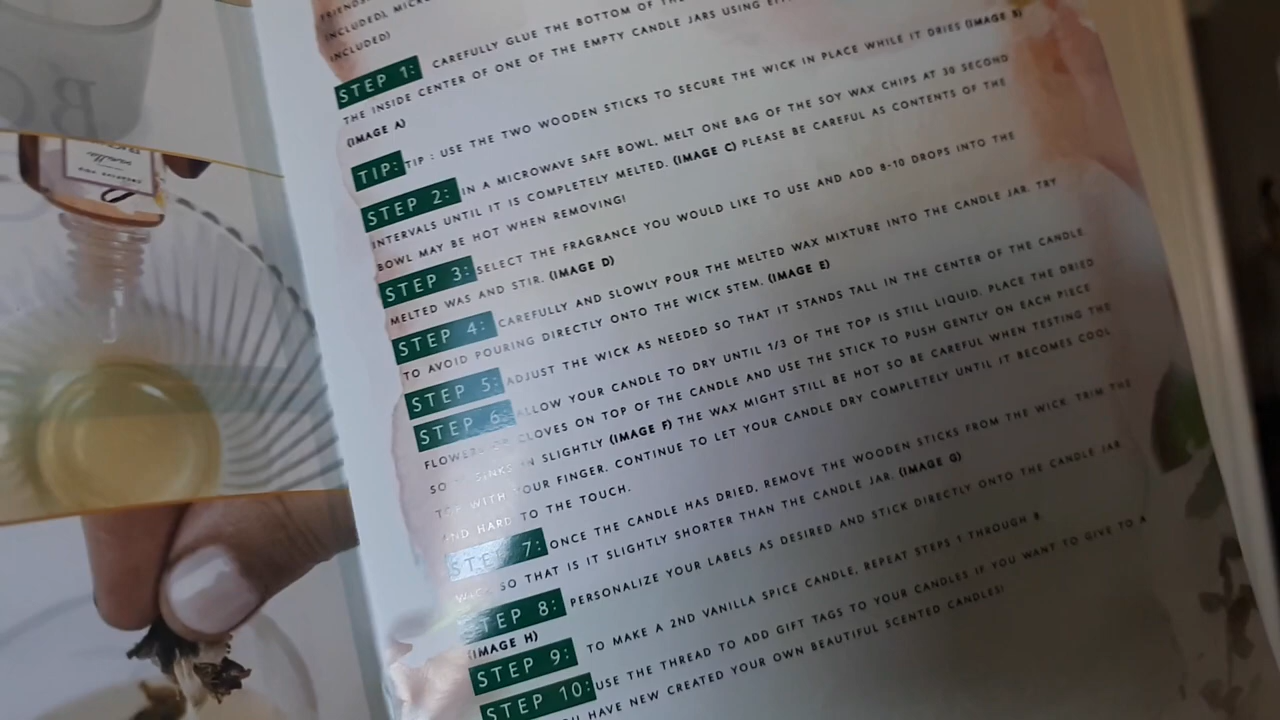 INCLUDED), MICRO
INCLUDED)
STEP 1: CAREFULLY GLUE THE BOTTOM OF
THE INSIDE CENTER OF ONE OF THE EMPTY CANDLE JARS USING
(IMAGE A)
TIP: TIP : USE THE TWO WOODEN STICKS TO SECURE THE WICK IN PLACE WHILE IT DRIES (IMAGE B)
STEP 2: IN A MICROWAVE SAFE BOWL, MELT ONE BAG OF THE SOY WAX CHIPS AT 30 SECOND
INTERVALS UNTIL IT IS COMPLETELY MELTED. (IMAGE C) PLEASE BE CAREFUL AS CONTENTS OF THE
BOWL MAY BE HOT WHEN REMOVING!
STEP 3: SELECT THE FRAGRANCE YOU WOULD LIKE TO USE AND ADD 8-10 DROPS INTO THE
MELTED WAS AND STIR. (IMAGE D)
STEP 4: CAREFULLY AND SLOWLY POUR THE MELTED WAX MIXTURE INTO THE CANDLE JAR. TRY
TO AVOID POURING DIRECTLY ONTO THE WICK STEM. (IMAGE E)
STEP 5: ADJUST THE WICK AS NEEDED SO THAT IT STANDS TALL IN THE CENTER OF THE CANDLE
STEP 6: ALLOW YOUR CANDLE TO DRY UNTIL 1/3 OF THE TOP IS STILL LIQUID. PLACE THE DRIED
FLOWERS OR CLOVES ON TOP OF THE CANDLE AND USE THE STICK TO PUSH GENTLY ON EACH PIECE
SO IT SINKS IN SLIGHTLY (IMAGE F) THE WAX MIGHT STILL BE HOT SO BE CAREFUL WHEN TESTING THE
TOP WITH YOUR FINGER. CONTINUE TO LET YOUR CANDLE DRY COMPLETELY UNTIL IT BECOMES COOL
AND HARD TO THE TOUCH.
STEP 7: ONCE THE CANDLE HAS DRIED, REMOVE THE WOODEN STICKS FROM THE WICK. TRIM THE
WICK SO THAT IS IT SLIGHTLY SHORTER THAN THE CANDLE JAR. (IMAGE G)
STEP 8: PERSONALIZE YOUR LABELS AS DESIRED AND STICK DIRECTLY ONTO THE CANDLE JAR
(IMAGE H)
STEP 9: TO MAKE A 2ND VANILLA SPICE CANDLE, REPEAT STEPS 1 THROUGH 8.
STEP 10: USE THE THREAD TO ADD GIFT TAGS TO YOUR CANDLES IF YOU WANT TO GIVE TO A
HAVE NEW CREATED YOUR OWN BEAUTIFUL SCENTED CANDLES!